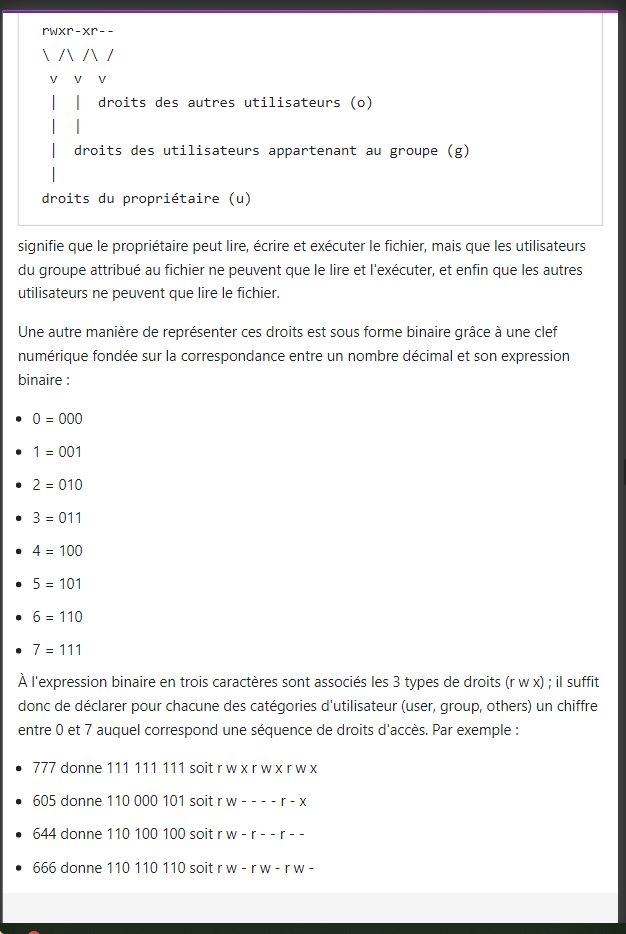 rwxr-xr--
\ /\ /\ /
v  v  v
|  |  droits des autres utilisateurs (o)
|  |
|  droits des utilisateurs appartenant au groupe (g)
|
droits du propriétaire (u)
signifie que le propriétaire peut lire, écrire et exécuter le fichier, mais que les utilisateurs
du groupe attribué au fichier ne peuvent que le lire et l'exécuter, et enfin que les autres
utilisateurs ne peuvent que lire le fichier.
Une autre manière de représenter ces droits est sous forme binaire grâce à une clef
numérique fondée sur la correspondance entre un nombre décimal et son expression
binaire :
• 0 = 000
• 1 = 001
• 2 = 010
• 3 = 011
• 4 = 100
• 5 = 101
• 6 = 110
• 7 = 111
À l'expression binaire en trois caractères sont associés les 3 types de droits (r w x) ; il suffit
donc de déclarer pour chacune des catégories d'utilisateur (user, group, others) un chiffre
entre 0 et 7 auquel correspond une séquence de droits d'accès. Par exemple :
• 777 donne 111 111 111 soit r w x r w x r w x
• 605 donne 110 000 101 soit r w - - - - r - x
• 644 donne 110 100 100 soit r w - r - - r - -
• 666 donne 110 110 110 soit r w - r w - r w -